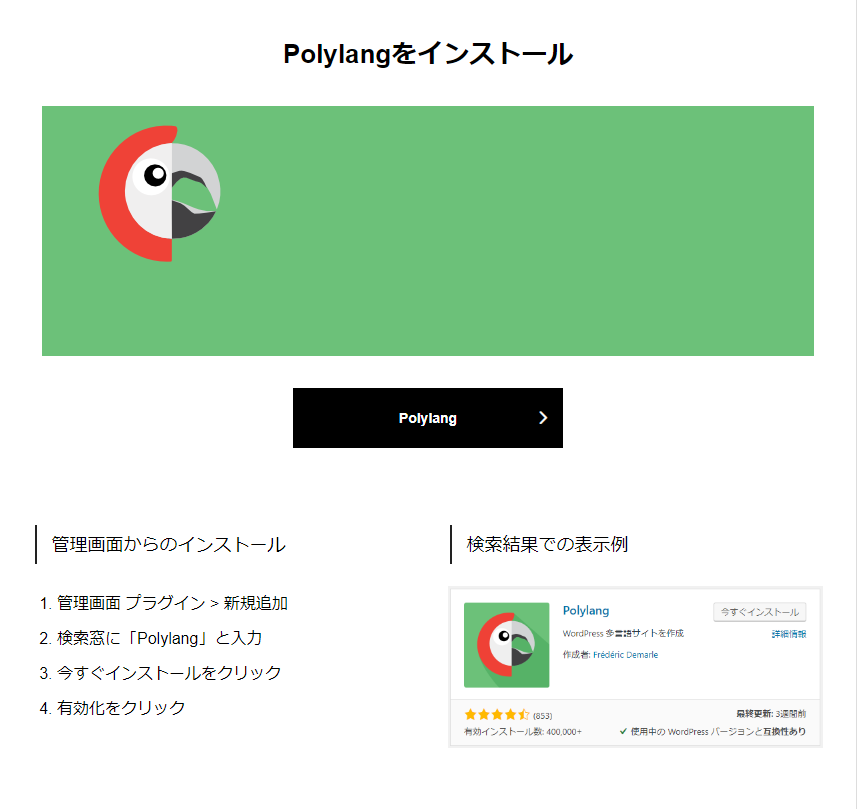 Polylangをインストール
Polylang
管理画面からのインストール
1. 管理画面 プラグイン > 新規追加
2. 検索窓に「Polylang」と入力
3. 今すぐインストールをクリック
4. 有効化をクリック
検索結果での表示例
Polylang
今すぐインストール
WordPress 多言語サイトを作成
詳細情報
作成者: Frédéric Demarle
(853)
最終更新: 3週間前
有効インストール数: 400,000+
✔ 使用中の WordPress バージョンと互換性あり